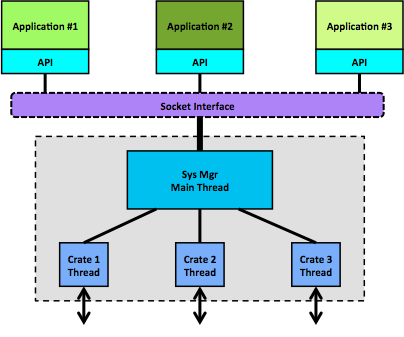 Application #1
Application #2
Application #3
API
API
API
Socket Interface
Sys Mgr
Main Thread
Crate 1
Thread
Crate 2
Thread
Crate 3
Thread